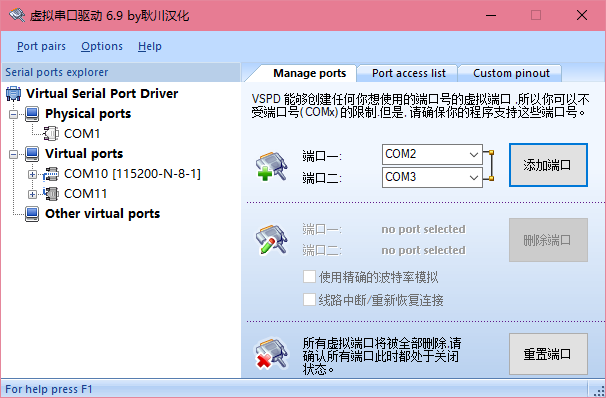 虚拟串口驱动 6.9 by耿川汉化
Port pairs Options Help
Serial ports explorer
Virtual Serial Port Driver
Physical ports
COM1
Virtual ports
COM10 [115200-N-8-1]
COM11
Other virtual ports
Manage ports Port access list Custom pinout
VSPD 能够创建任何你想使用的端口号的虚拟端口 ,所以你可以不
受端口号(COMx)的限制.但是, 请确保你的程序支持这些端口号。
端口一: COM2
端口二: COM3
添加端口
端口一: no port selected
端口二: no port selected
删除端口
使用精确的波特率模拟
线路中断/重新恢复连接
所有虚拟端口将被全部删除,请
确认所有端口此时都处于关闭
状态。
重置端口
For help press F1